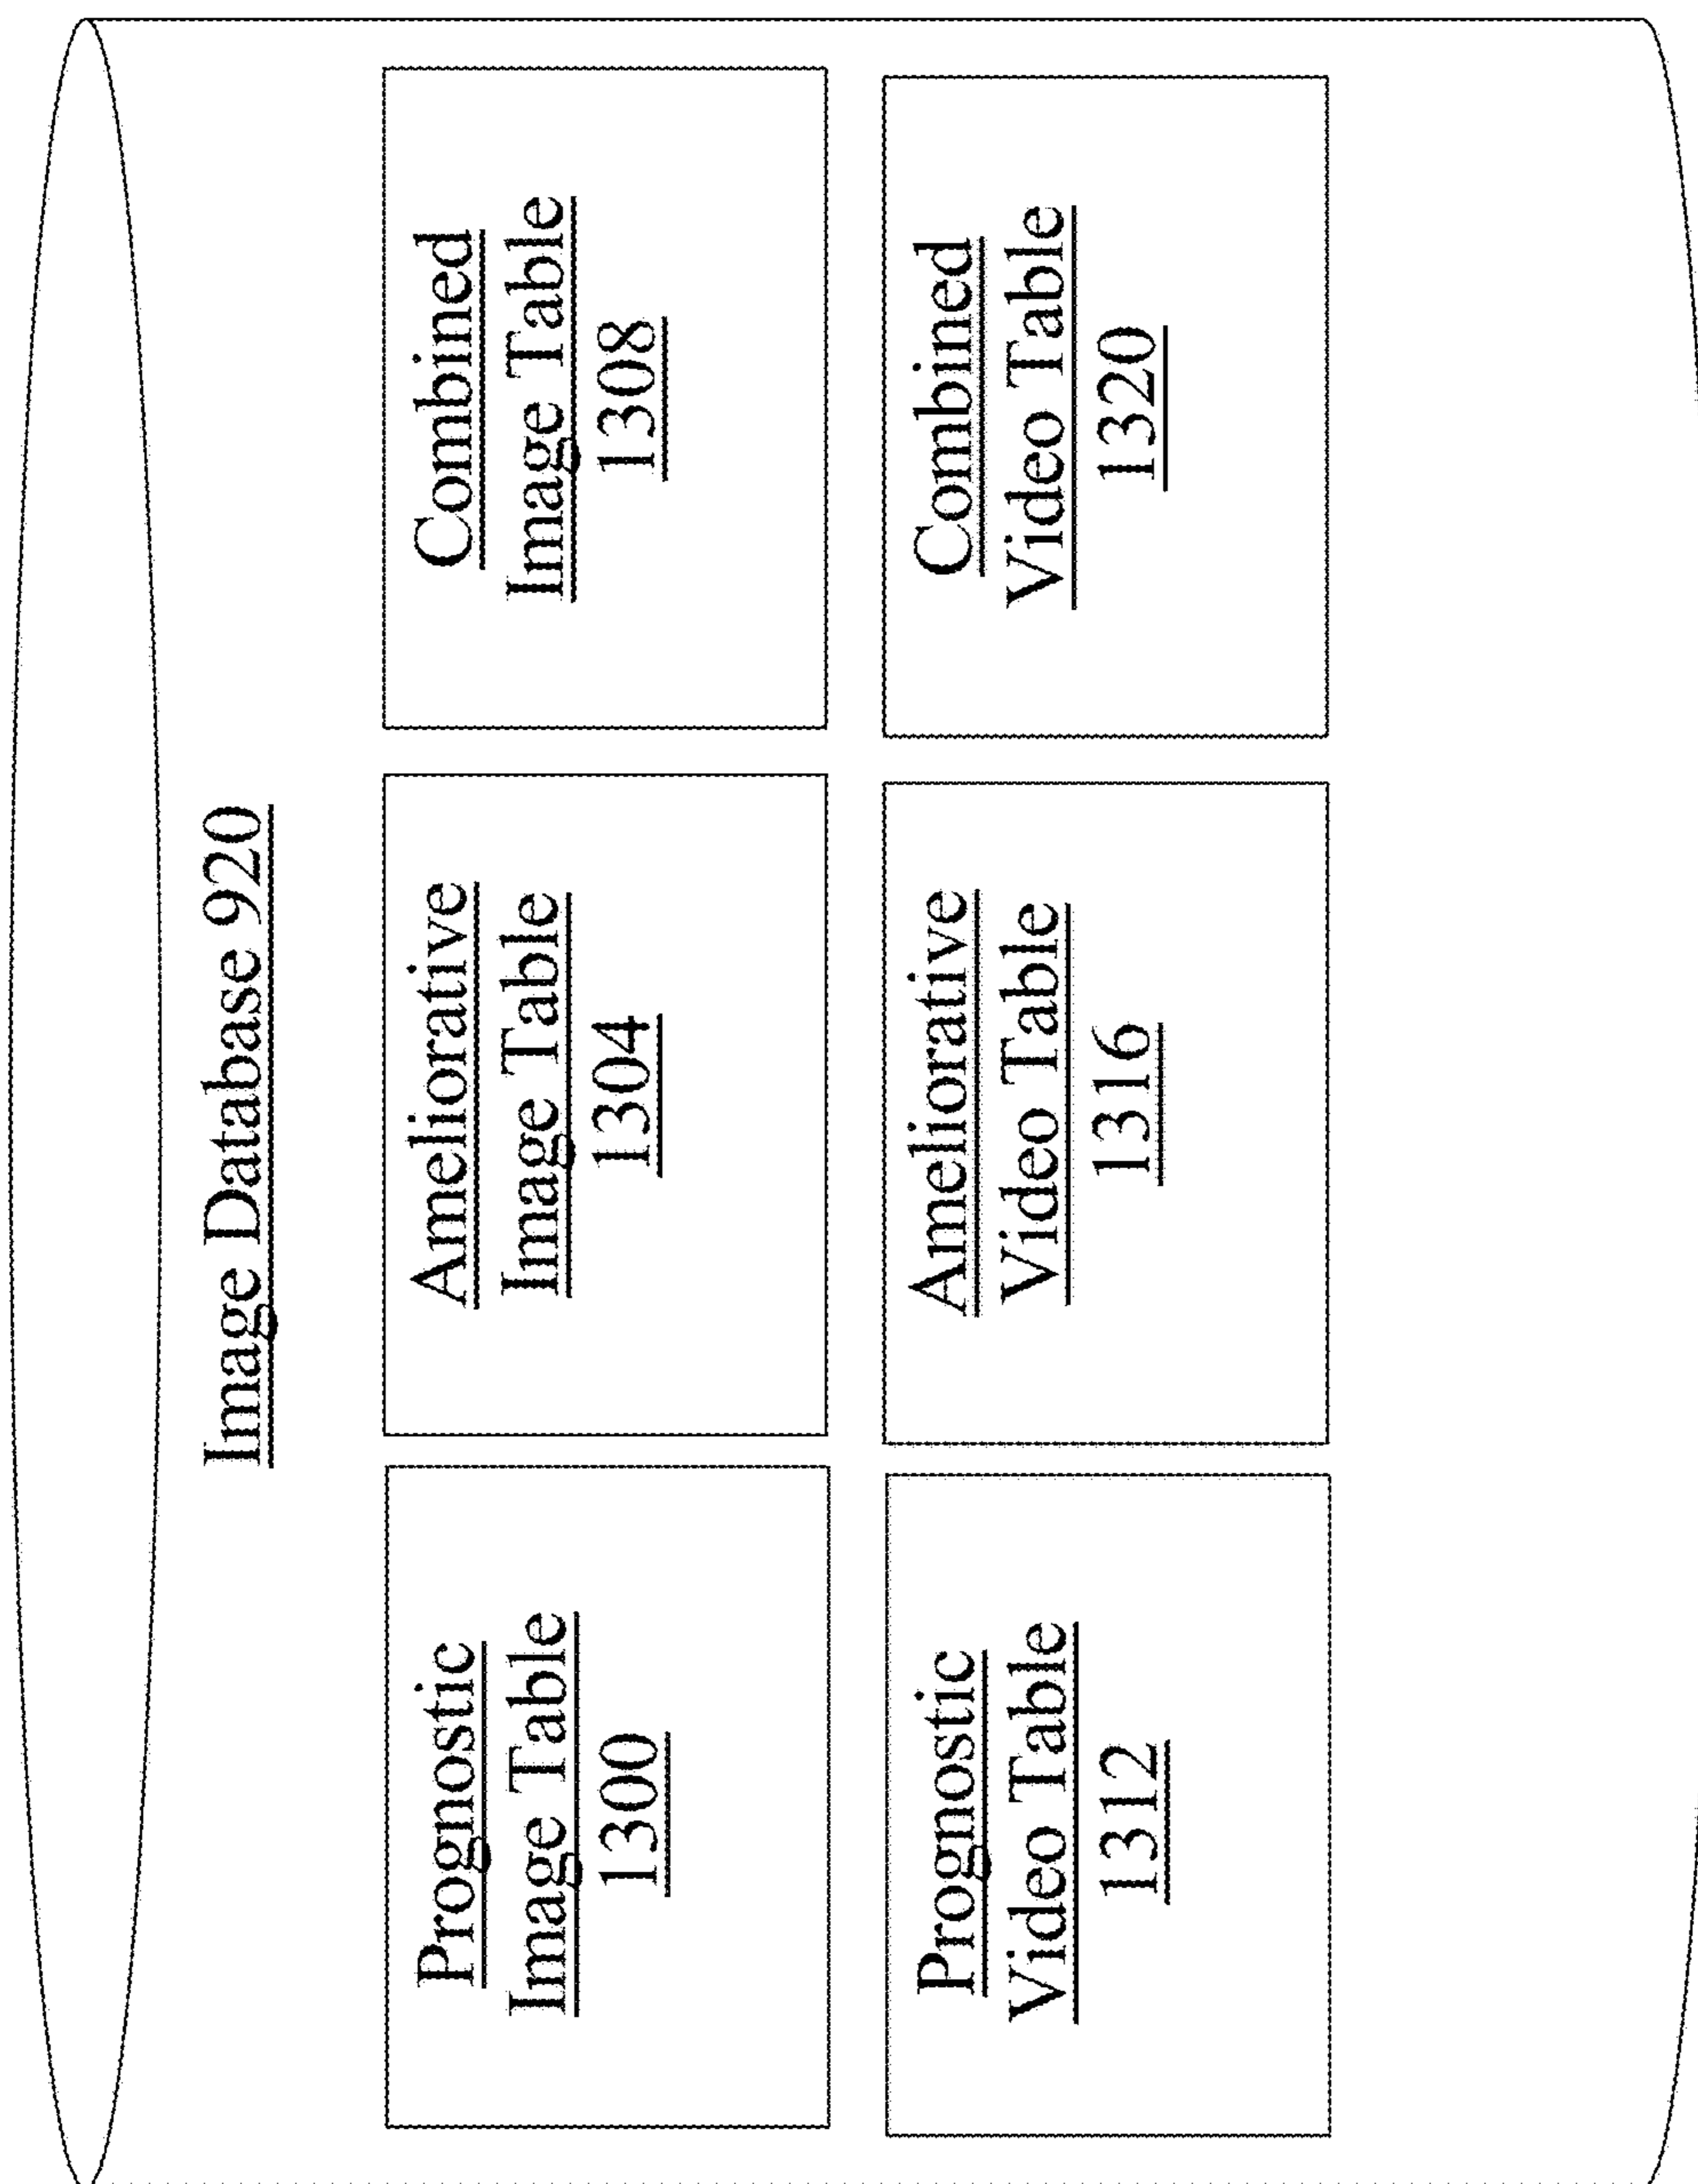 Image Database 920
Prognostic
Image Table
1300
Ameliorative
Image Table
1304
Combined
Image Table
1308
Prognostic
Video Table
1312
Ameliorative
Video Table
1316
Combined
Video Table
1320